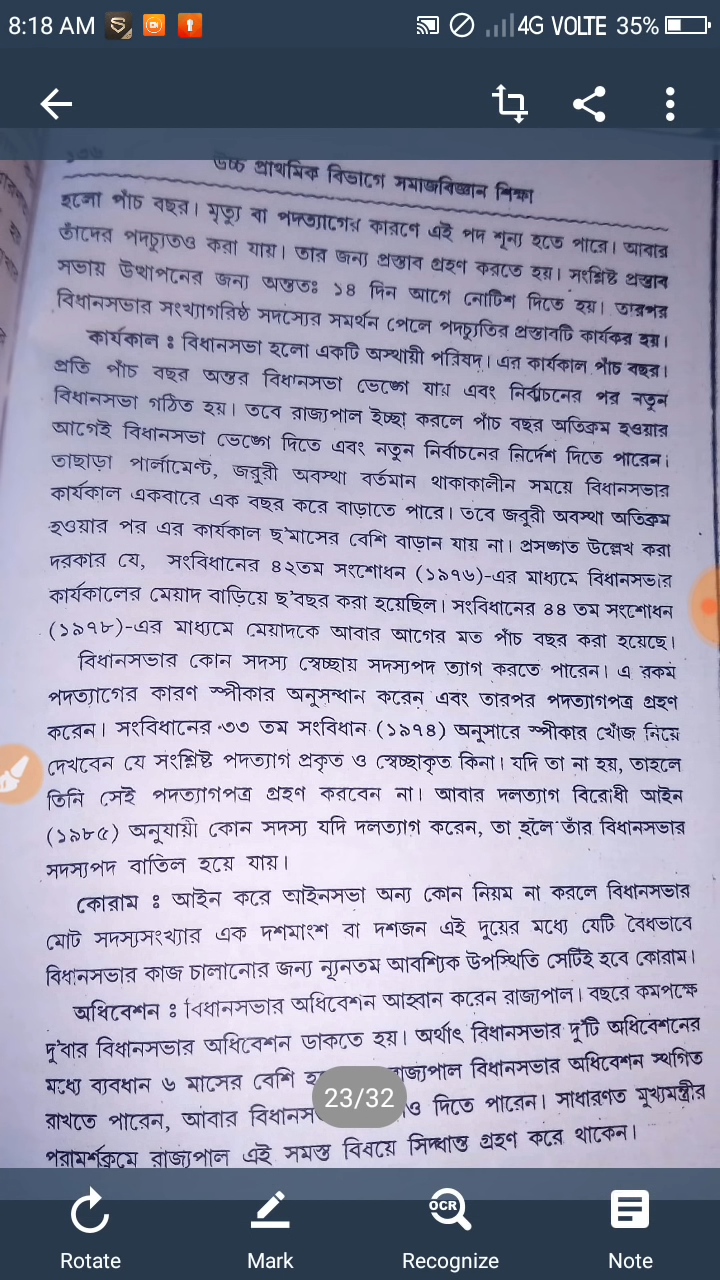 8:18 AM 4G VOLTE 35%
উচ্চ প্রাথমিক বিভাগে সমাজবিজ্ঞান শিক্ষা
হলো পাঁচ বছর। মৃত্যু বা পদত্যাগের কারণে এই পদ শূন্য হতে পারে। আবার
তাঁদের পদচ্যুতও করা যায়। তার জন্য প্রস্তাব গ্রহণ করতে হয়। সংশ্লিষ্ট প্রস্তাব
সভায় উত্থাপনের জন্য অন্ততঃ ১৪ দিন আগে নোটিশ দিতে হয়। তারপর
বিধানসভার সংখ্যাগরিষ্ঠ সদস্যের সমর্থন পেলে পদচ্যুতির প্রস্তাবটি কার্যকর হয়।
কার্যকাল : বিধানসভা হলো একটি অস্থায়ী পরিষদ। এর কার্যকাল পাঁচ বছর।
প্রতি পাঁচ বছর অন্তর বিধানসভা ভেঙ্গে যায় এবং নির্বাচনের পর নতুন
বিধানসভা গঠিত হয়। তবে রাজ্যপাল ইচ্ছা করলে পাঁচ বছর অতিক্রম হওয়ার
আগেই বিধানসভা ভেঙ্গে দিতে এবং নতুন নির্বাচনের নির্দেশ দিতে পারেন।
তাছাড়া পার্লামেন্ট, জরুরী অবস্থা বর্তমান থাকাকালীন সময়ে বিধানসভার
কার্যকাল একবারে এক বছর করে বাড়াতে পারে। তবে জরুরী অবস্থা অতিক্রম
হওয়ার পর এর কার্যকাল ছ'মাসের বেশি বাড়ান যায় না। প্রসঙ্গত উল্লেখ করা
দরকার যে, সংবিধানের ৪২তম সংশোধন (১৯৭৬)-এর মাধ্যমে বিধানসভার
কার্যকালের মেয়াদ বাড়িয়ে ছ'বছর করা হয়েছিল। সংবিধানের ৪৪ তম সংশোধন
(১৯৭৮)-এর মাধ্যমে মেয়াদকে আবার আগের মত পাঁচ বছর করা হয়েছে।
বিধানসভার কোন সদস্য স্বেচ্ছায় সদস্যপদ ত্যাগ করতে পারেন। এ রকম
পদত্যাগের কারণ স্পীকার অনুসন্ধান করেন এবং তারপর পদত্যাগপত্র গ্রহণ
করেন। সংবিধানের ৩৩ তম সংবিধান (১৯৭৪) অনুসারে স্পীকার খোঁজ নিয়ে
দেখবেন যে সংশ্লিষ্ট পদত্যাগ প্রকৃত ও স্বেচ্ছাকৃত কিনা। যদি তা না হয়, তাহলে
তিনি সেই পদত্যাগপত্র গ্রহণ করবেন না। আবার দলত্যাগ বিরোধী আইন
(১৯৮৫) অনুযায়ী কোন সদস্য যদি দলত্যাগ করেন, তা হলে তাঁর বিধানসভার
সদস্যপদ বাতিল হয়ে যায়।
কোরাম : আইন করে আইনসভা অন্য কোন নিয়ম না করলে বিধানসভার
মোট সদস্যসংখ্যার এক দশমাংশ বা দশজন এই দুয়ের মধ্যে যেটি বৈধভাবে
বিধানসভার কাজ চালানোর জন্য ন্যূনতম আবশ্যিক উপস্থিতি সেটিই হবে কোরাম।
অধিবেশন : বিধানসভার অধিবেশন আহ্বান করেন রাজ্যপাল। বছরে কমপক্ষে
দু'বার বিধানসভার অধিবেশন ডাকতে হয়। অর্থাৎ বিধানসভার দু'টি অধিবেশনের
মধ্যে ব্যবধান ৬ মাসের বেশি রাজ্যপাল বিধানসভার অধিবেশন স্থগিত
রাখতে পারেন, আবার দিতে পারেন। সাধারণত মুখ্যমন্ত্রীর
পরামর্শক্রমে রাজ্যপাল এই সমস্ত বিষয়ে সিদ্ধান্ত গ্রহণ করে থাকেন।
23/32
Rotate Mark Recognize Note
OCR